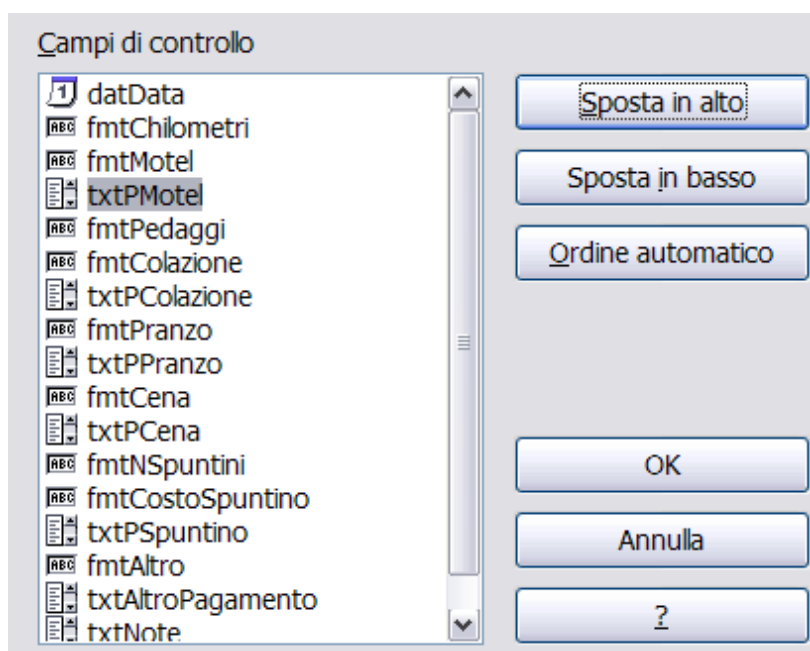 Campi di controllo
datData
fmtChilometri
fmtMotel
txtPMotel
fmtPedaggi
fmtColazione
txtPColazione
fmtPranzo
txtPPranzo
fmtCena
txtPCena
fmtNSpuntini
fmtCostoSpuntino
txtPSpuntino
fmtAltro
txtAltroPagamento
txtNote
Sposta in alto
Sposta in basso
Ordine automatico
OK
Annulla
?